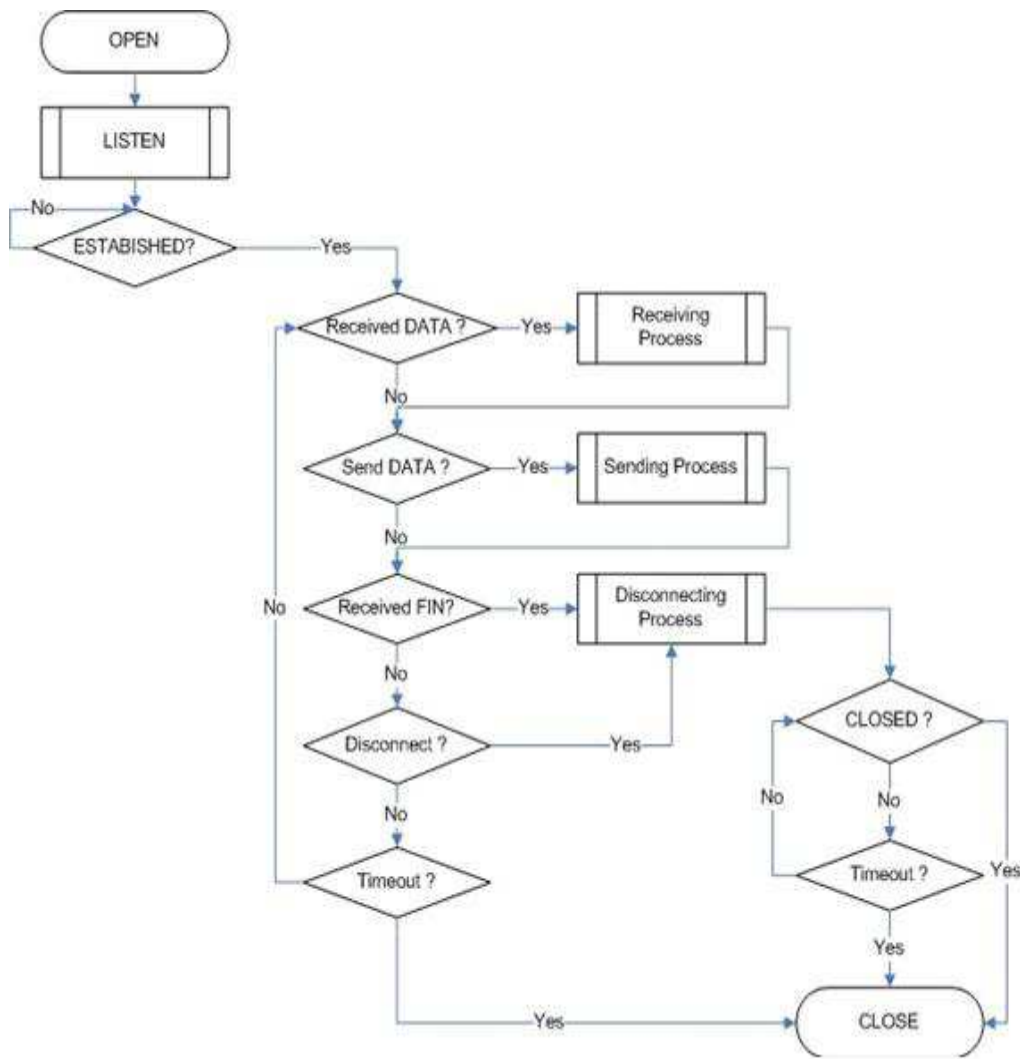 OPEN
LISTEN
No
ESTABISHED?
Yes
Received DATA ?
Yes
Receiving
Process
No
Send DATA ?
Yes
Sending Process
No
Received FIN?
Yes
Disconnecting
Process
No
No
Disconnect ?
Yes
CLOSED ?
No
No
No
Timeout ?
Timeout ?
Yes
Yes
Yes
CLOSE